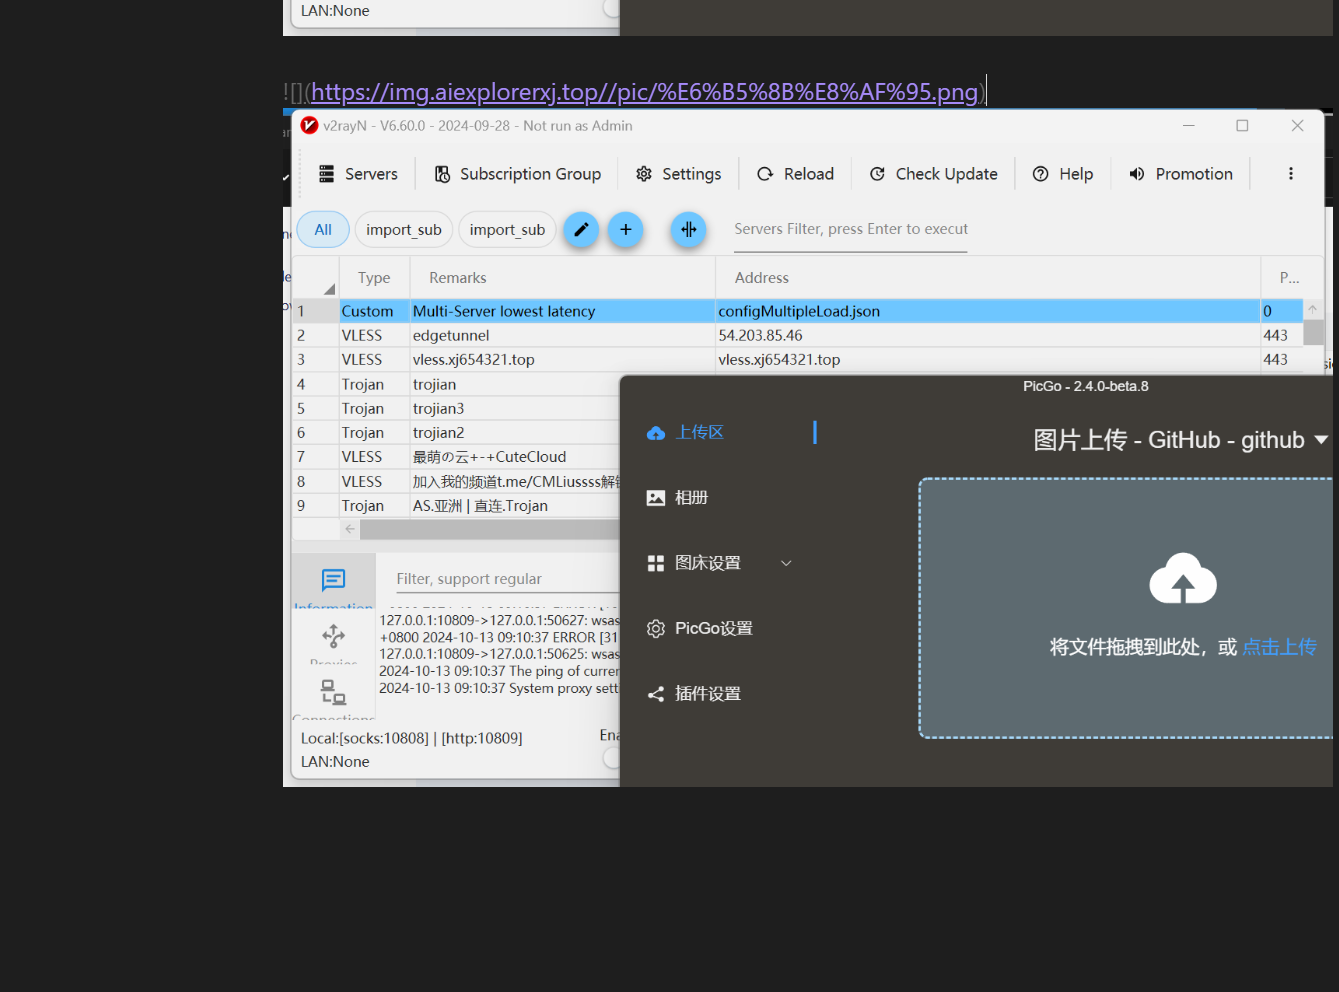 LAN:None
![](https://img.aiexplorerxj.top//pic/%E6%B5%8B%E8%AF%95.png)
v2rayN - V6.60.0 - 2024-09-28 - Not run as Admin
Servers
Subscription Group
Settings
Reload
Check Update
Help
Promotion
All
import_sub
import_sub
Servers Filter, press Enter to execut
Type Remarks Address P...
1 Custom Multi-Server lowest latency configMultipleLoad.json 0
2 VLESS edgetunnel 54.203.85.46 443
3 VLESS vless.xj654321.top vless.xj654321.top 443
4 Trojan trojian
5 Trojan trojian3
6 Trojan trojian2
7 VLESS 最萌の云+-+CuteCloud
8 VLESS 加入我的频道t.me/CMLiussss解
9 Trojan AS.亚洲 | 直连.Trojan
Filter, support regular
Information
Proxies
Connections
127.0.0.1:10809->127.0.0.1:50627: wsas
+0800 2024-10-13 09:10:37 ERROR [31
127.0.0.1:10809->127.0.0.1:50625: wsas
2024-10-13 09:10:37 The ping of curre
2024-10-13 09:10:37 System proxy sett
Local:[socks:10808] | [http:10809]
Ena
LAN:None
PicGo - 2.4.0-beta.8
上传区
相册
图床设置
PicGo设置
插件设置
图片上传 - GitHub - github
将文件拖拽到此处，或 点击上传